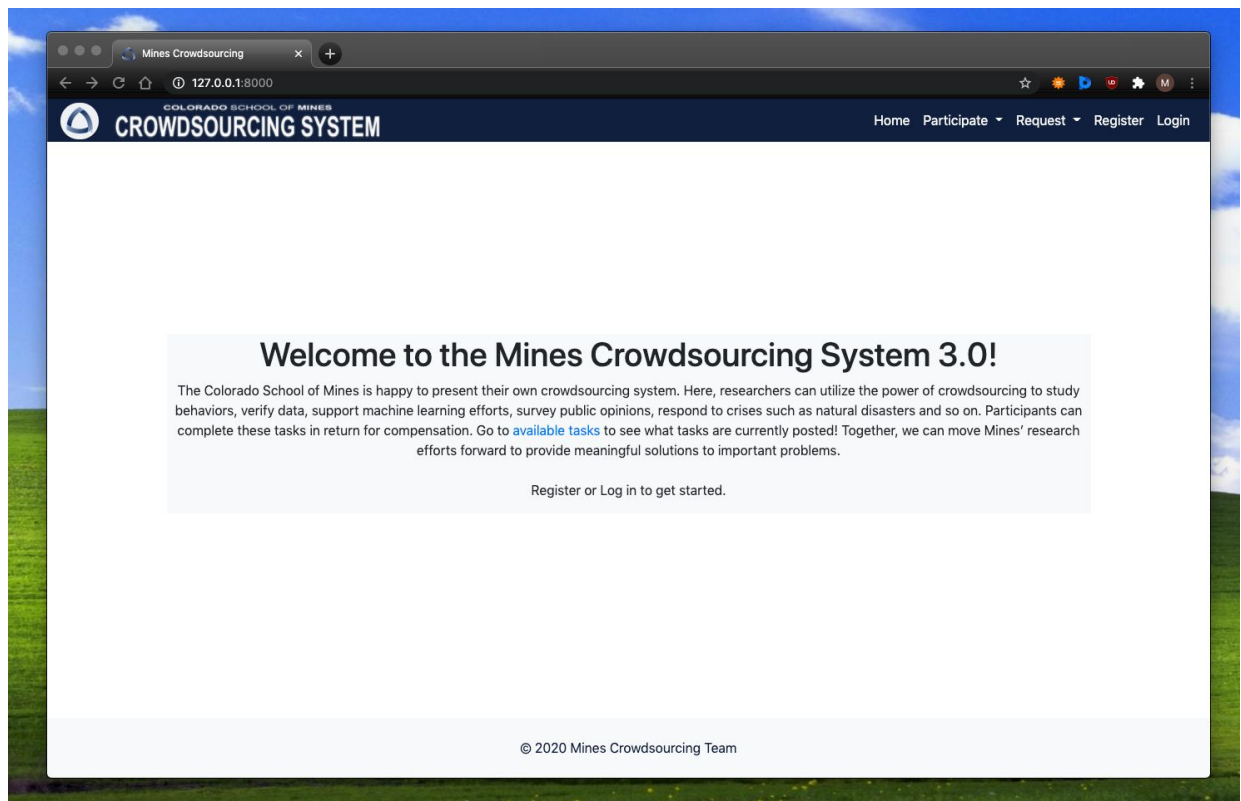 Mines Crowdsourcing
127.0.0.1:8000
M
COLORADO SCHOOL OF MINES
CROWDSOURCING SYSTEM
Home Participate Request Register Login
Welcome to the Mines Crowdsourcing System 3.0!
The Colorado School of Mines is happy to present their own crowdsourcing system. Here, researchers can utilize the power of crowdsourcing to study
behaviors, verify data, support machine learning efforts, survey public opinions, respond to crises such as natural disasters and so on. Participants can
complete these tasks in return for compensation. Go to available tasks to see what tasks are currently posted! Together, we can move Mines’ research
efforts forward to provide meaningful solutions to important problems.
Register or Log in to get started.
© 2020 Mines Crowdsourcing Team